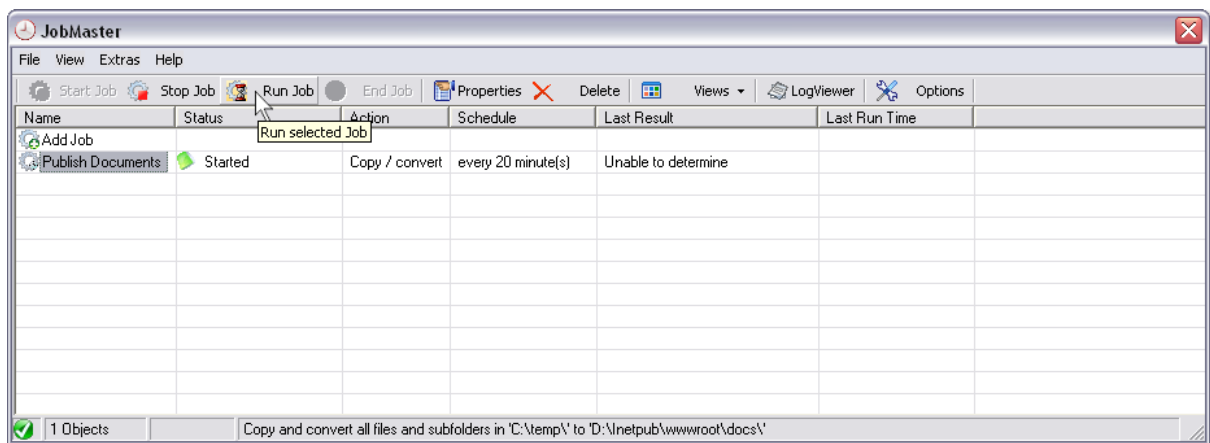 JobMaster
File View Extras Help
Start Job Stop Job Run Job End Job Properties Delete Views LogViewer Options
Name Status Action Schedule Last Result Last Run Time
Run selected Job
Add Job
Publish Documents Started Copy / convert every 20 minute(s) Unable to determine
1 Objects Copy and convert all files and subfolders in 'C:\temp\' to 'D:\Inetpub\wwwroot\docs\'